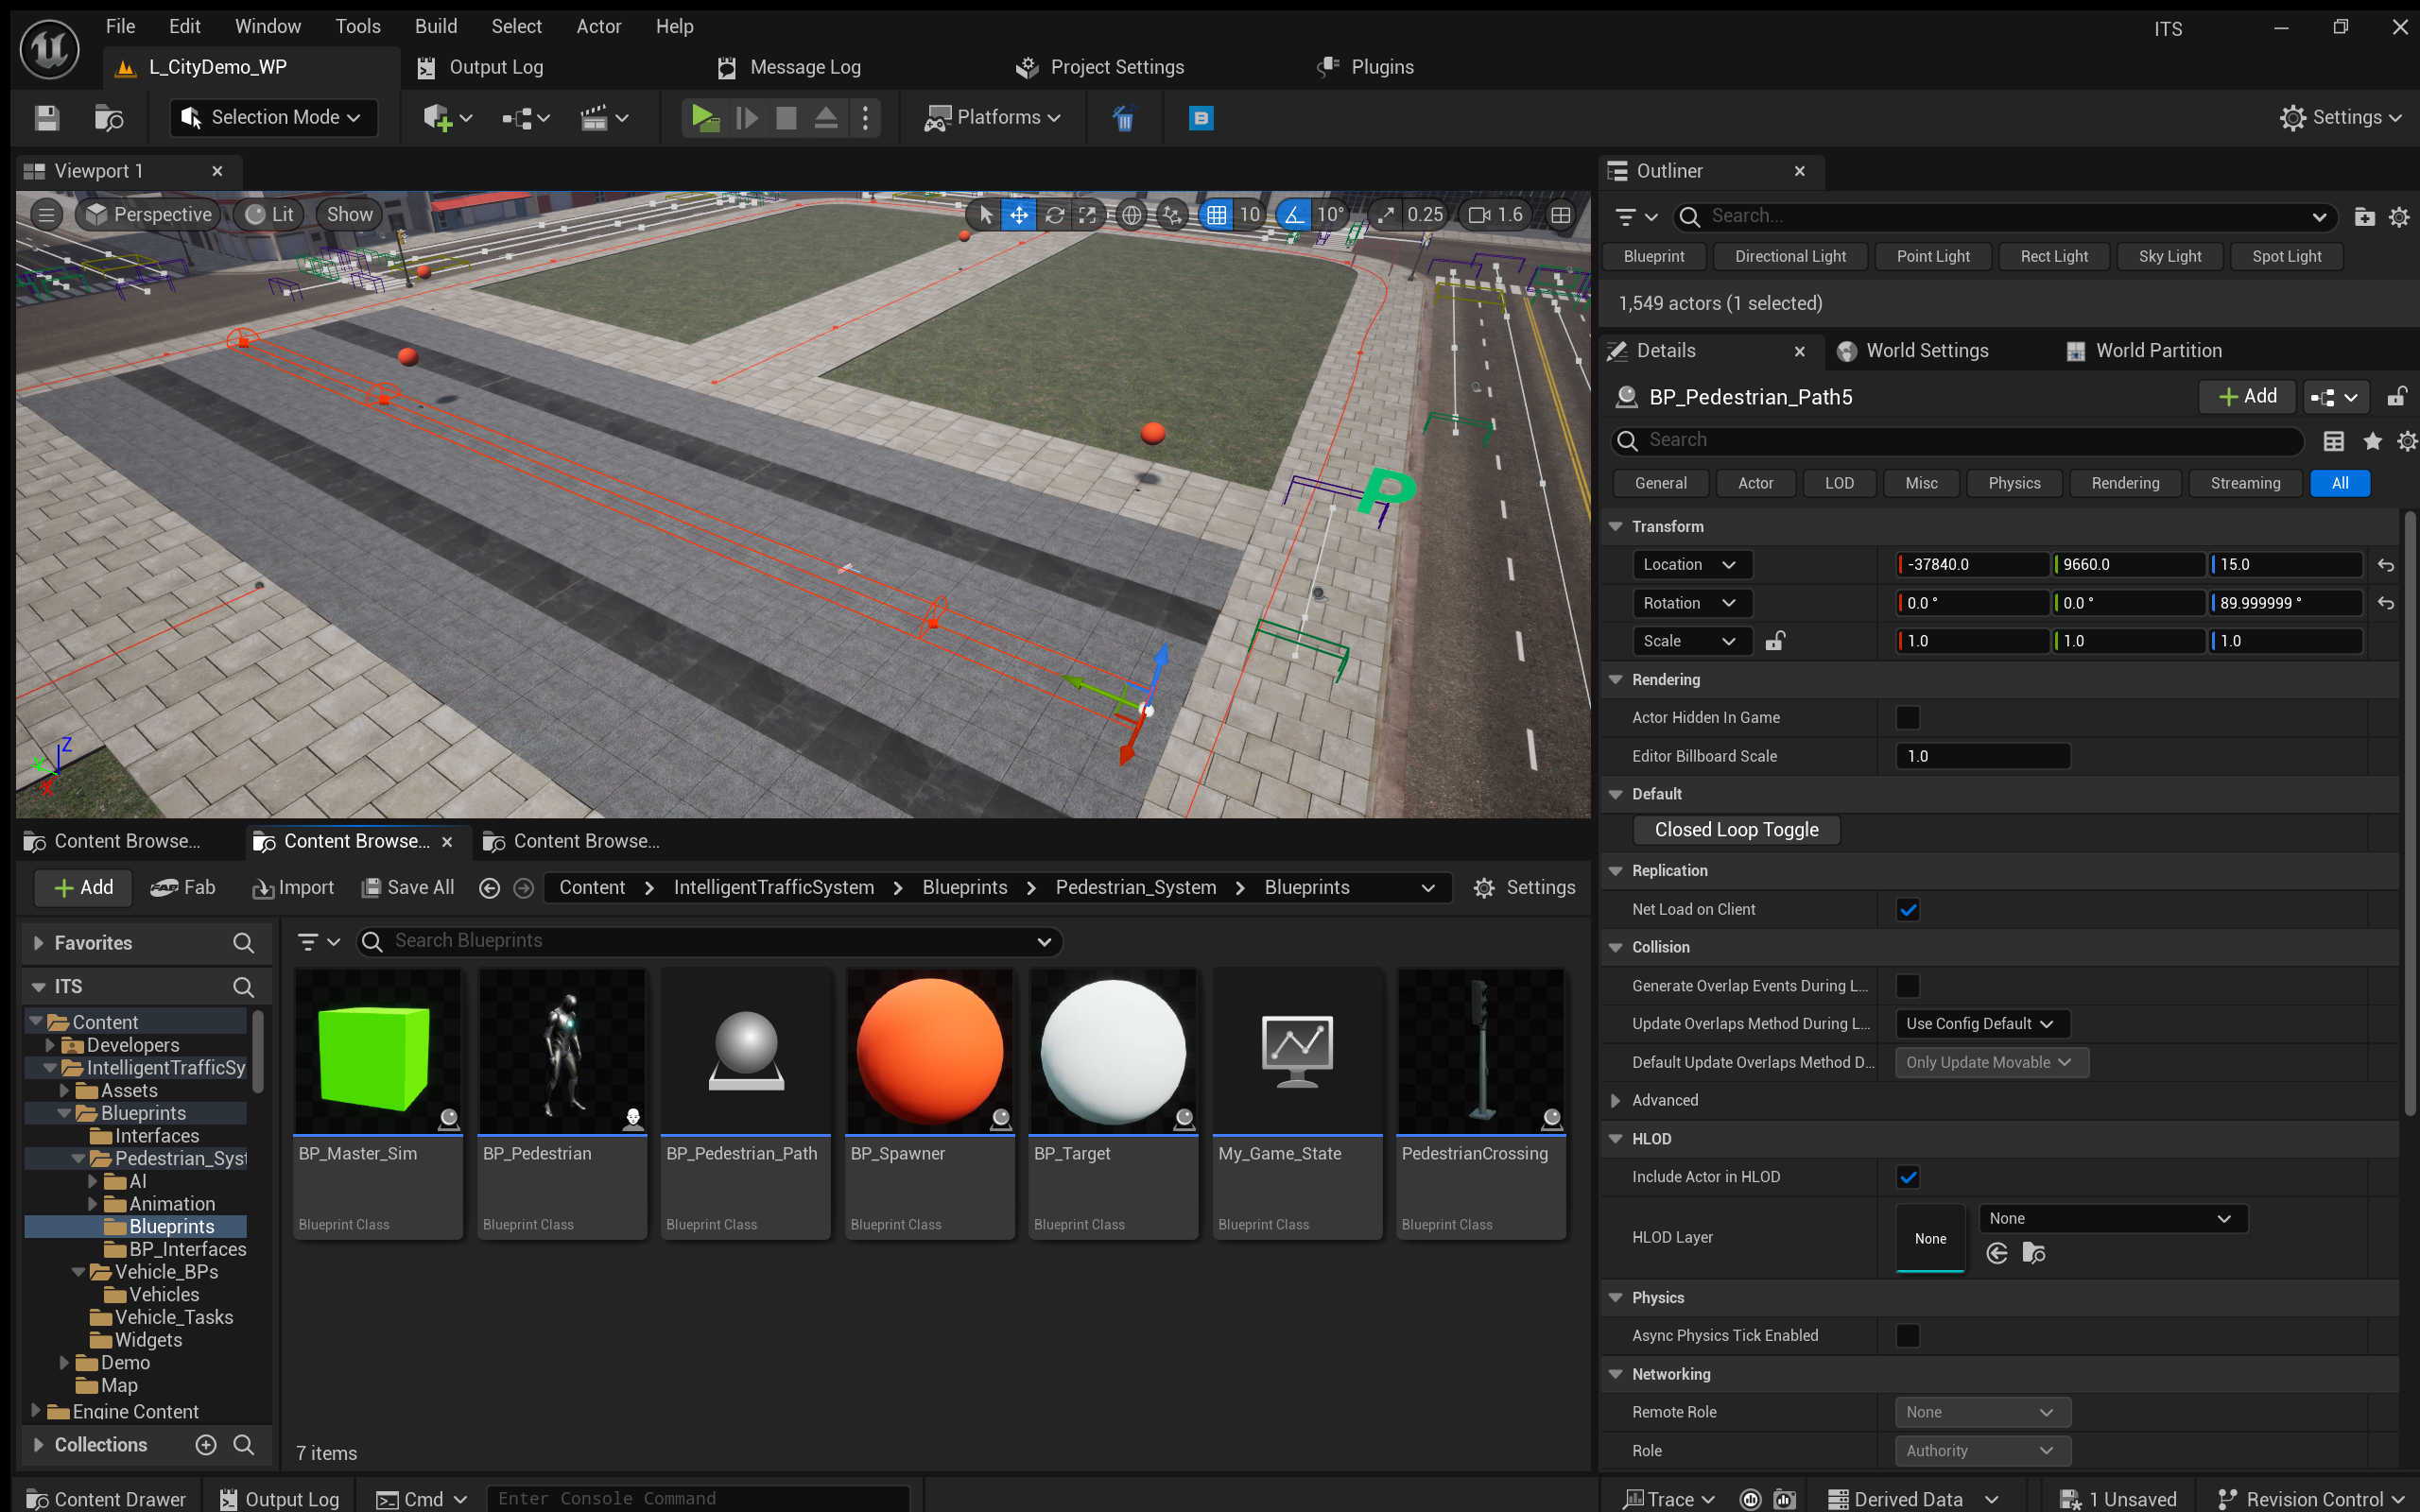 File Edit Window Tools Build Select Actor Help
ITS
L_CityDemo_WP
Output Log
Message Log
Project Settings
Plugins
Selection Mode
Platforms
Settings
Viewport 1
Perspective
Lit
Show
10
10°
0.25
1.6
P
Z
X
Outliner
Search...
Blueprint
Directional Light
Point Light
Rect Light
Sky Light
Spot Light
1,549 actors (1 selected)
Details
World Settings
World Partition
BP_Pedestrian_Path5
Add
Search
General
Actor
LOD
Misc
Physics
Rendering
Streaming
All
Transform
Location -37840.0 9660.0 15.0
Rotation 0.0 ° 0.0 ° 89.999999 °
Scale 1.0 1.0 1.0
Rendering
Actor Hidden In Game
Editor Billboard Scale 1.0
Default
Closed Loop Toggle
Replication
Net Load on Client
Collision
Generate Overlap Events During L...
Update Overlaps Method During L... Use Config Default
Default Update Overlaps Method D... Only Update Movable
Advanced
HLOD
Include Actor in HLOD
HLOD Layer None None
Physics
Async Physics Tick Enabled
Networking
Remote Role None
Role Authority
Content Browse...
Content Browse...
Content Browse...
Add
Fab
Import
Save All
Content > IntelligentTrafficSystem > Blueprints > Pedestrian_System > Blueprints
Settings
Favorites
ITS
Content
Developers
IntelligentTrafficSy
Assets
Blueprints
Interfaces
Pedestrian_Syst
AI
Animation
Blueprints
BP_Interfaces
Vehicle_BPs
Vehicles
Vehicle_Tasks
Widgets
Demo
Map
Engine Content
Collections
Search Blueprints
BP_Master_Sim
Blueprint Class
BP_Pedestrian
Blueprint Class
BP_Pedestrian_Path
Blueprint Class
BP_Spawner
Blueprint Class
BP_Target
Blueprint Class
My_Game_State
Blueprint Class
PedestrianCrossing
Blueprint Class
7 items
Content Drawer
Output Log
Cmd
Enter Console Command
Trace
Derived Data
1 Unsaved
Revision Control